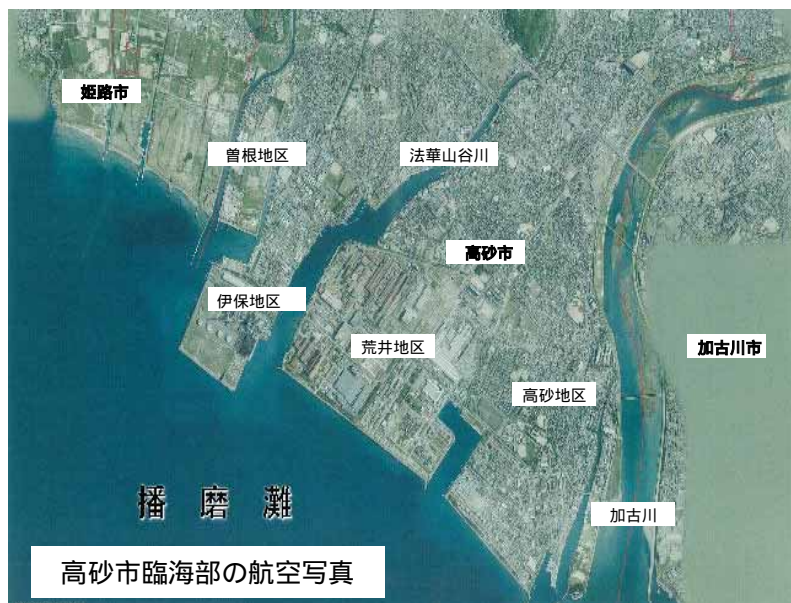 姫路市
曽根地区
法華山谷川
高砂市
伊保地区
荒井地区
加古川市
高砂地区
播磨灘
加古川
高砂市臨海部の航空写真